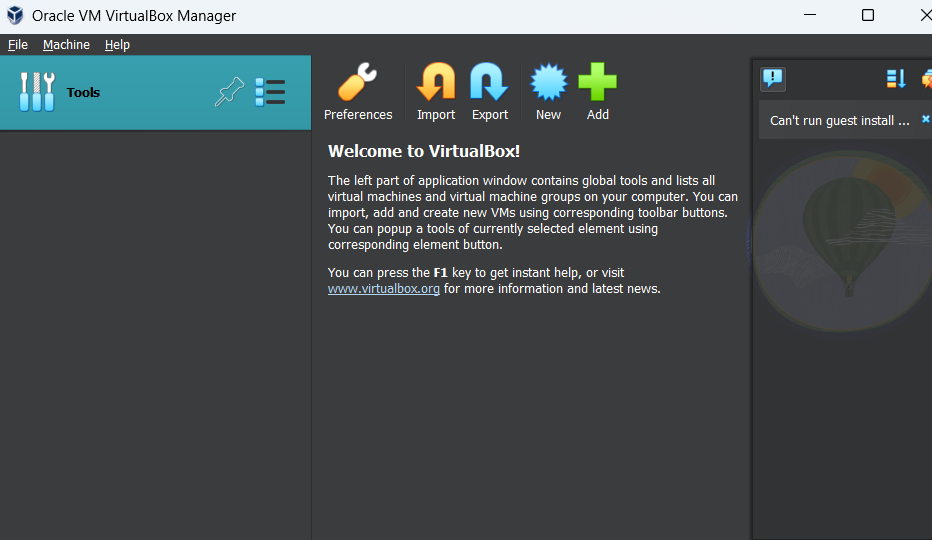 Oracle VM VirtualBox Manager
File Machine Help
Tools
Preferences Import Export New Add
Welcome to VirtualBox!
The left part of application window contains global tools and lists all
virtual machines and virtual machine groups on your computer. You can
import, add and create new VMs using corresponding toolbar buttons.
You can popup a tools of currently selected element using
corresponding element button.
You can press the F1 key to get instant help, or visit
www.virtualbox.org for more information and latest news.
Can't run guest install ...